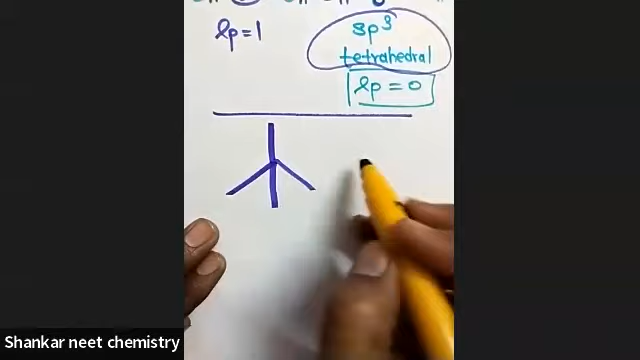 lp=1
sp³
tetrahedral
lp = 0
Shankar neet chemistry